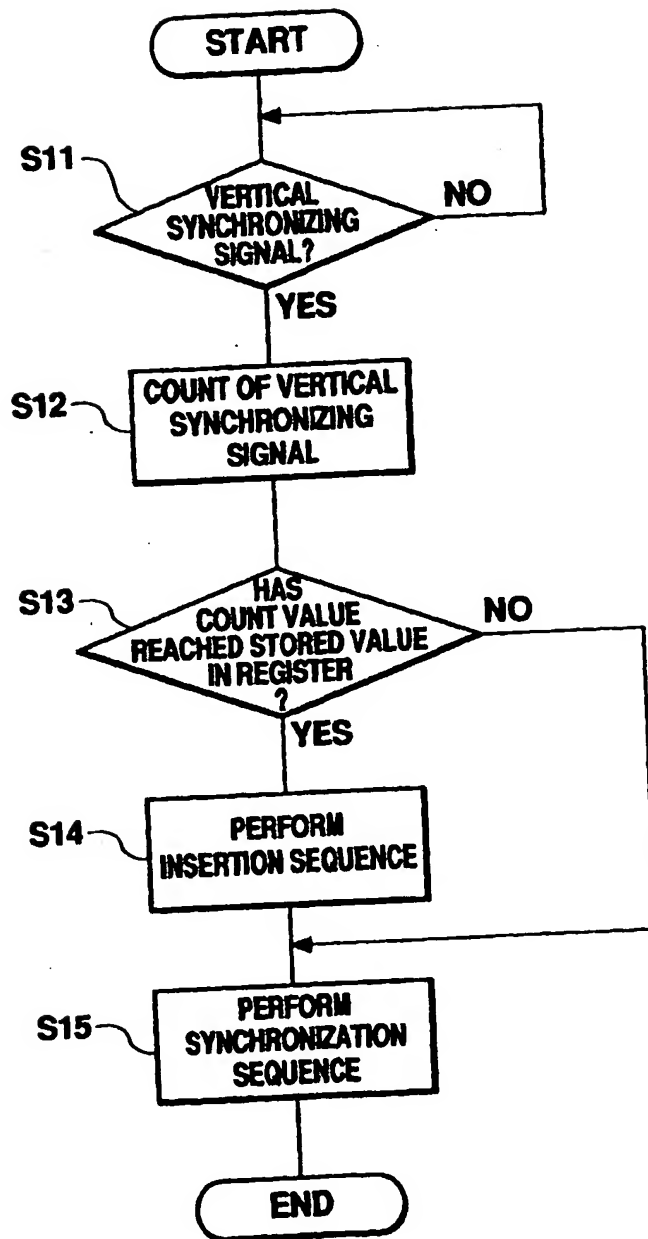 START
S11
VERTICAL
SYNCHRONIZING
SIGNAL?
NO
YES
S12
COUNT OF VERTICAL
SYNCHRONIZING
SIGNAL
S13
HAS
COUNT VALUE
REACHED STORED VALUE
IN REGISTER
?
NO
YES
S14
PERFORM
INSERTION SEQUENCE
S15
PERFORM
SYNCHRONIZATION
SEQUENCE
END